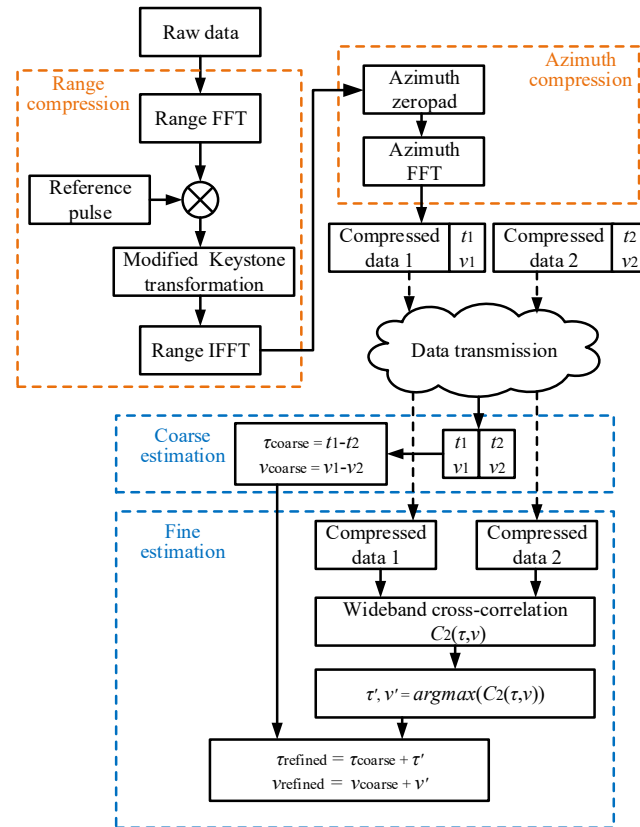 Raw data
Range
compression
Range FFT
Reference
pulse
Modified Keystone
transformation
Range IFFT
Azimuth
compression
Azimuth
zeropad
Azimuth
FFT
Compressed
data 1
t1
v1
Compressed
data 2
t2
v2
Data transmission
Coarse
estimation
τcoarse = t1-t2
vcoarse = v1-v2
t1 t2
v1 v2
Fine
estimation
Compressed
data 1
Compressed
data 2
Wideband cross-correlation
C2(τ,v)
τ′, v′ = argmax(C2(τ,v))
τrefined = τcoarse + τ′
vrefined = vcoarse + v′